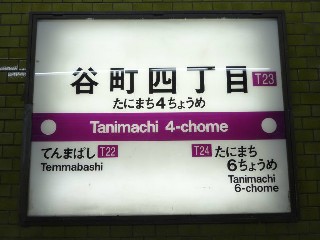 谷町四丁目 T23
たにまち4ちょうめ
Tanimachi 4-chome
てんまばし T22
Temmabashi
T24 たにまち
6ちょうめ
Tanimachi
6-chome